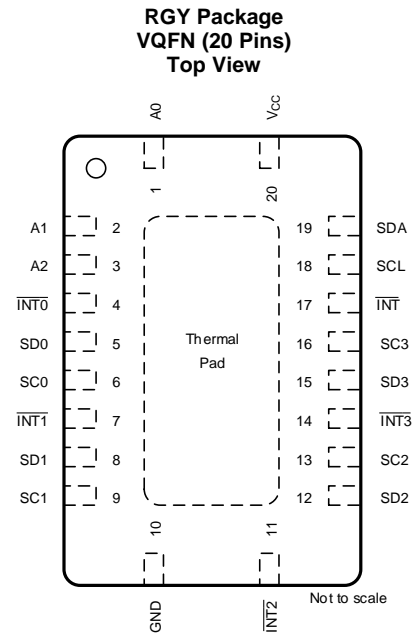 RGY Package
VQFN (20 Pins)
Top View
A0
VCC
1
20
A1 2
19 SDA
A2 3
18 SCL
INT0 4
17 INT
SD0 5
16 SC3
SC0 6
15 SD3
INT1 7
14 INT3
SD1 8
13 SC2
SC1 9
12 SD2
Thermal
Pad
10
11
GND
INT2
Not to scale